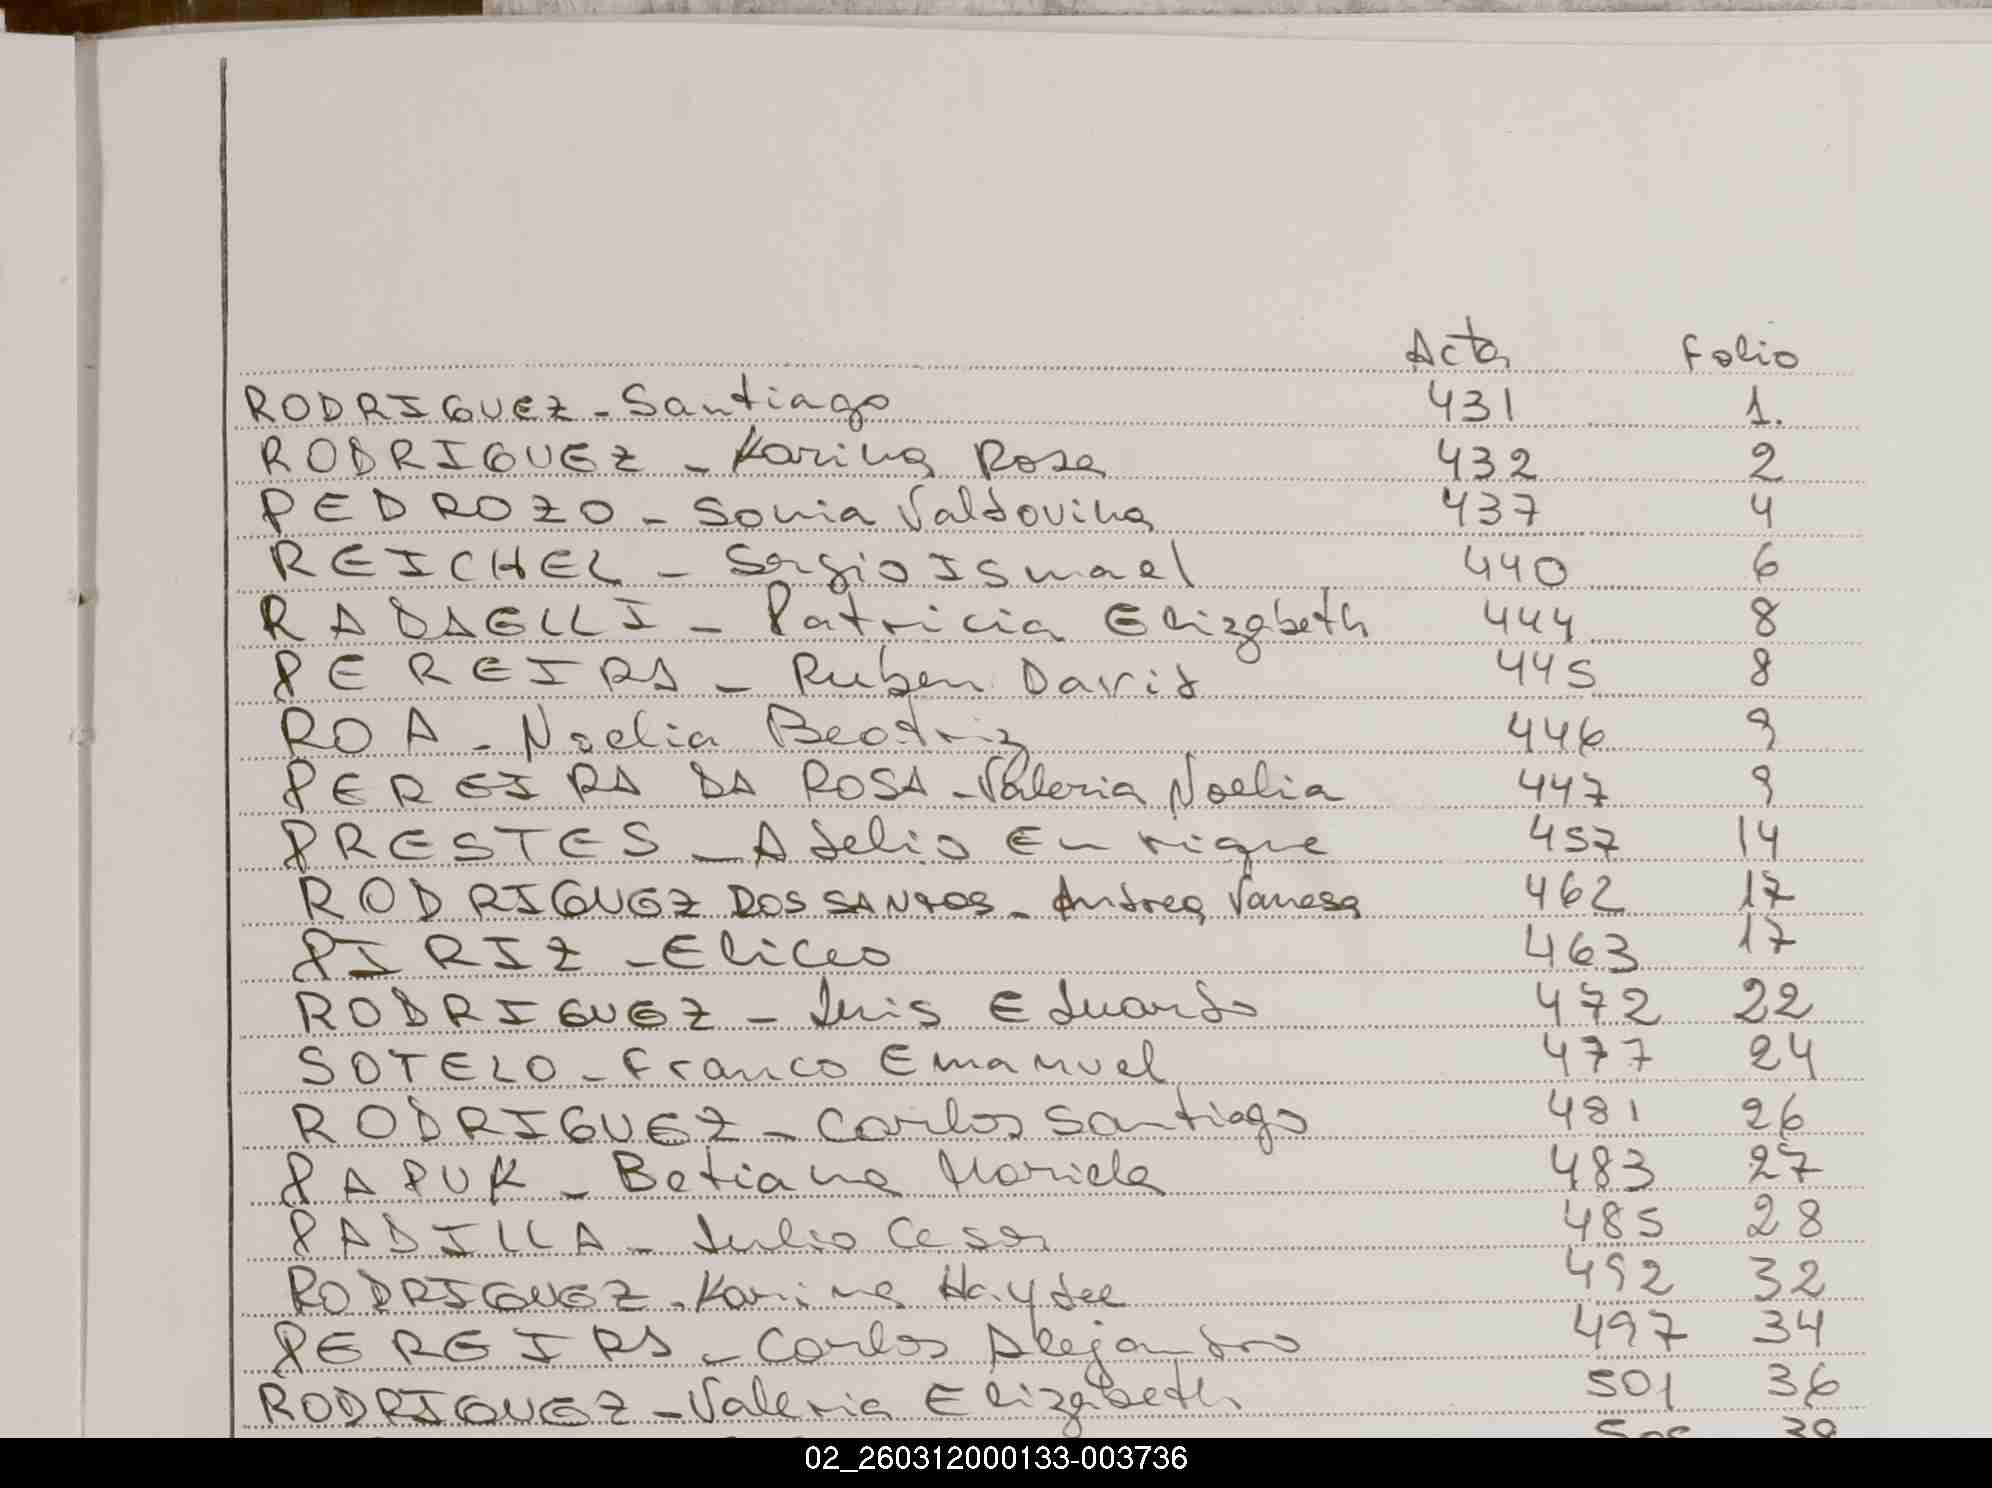 Acta Folio
RODRIGUEZ - Santiago 431 1.
RODRIGUEZ - Karina Rosa 432 2
PEDROZO - Sonia Valdovina 437 4
REICHEL - Sergio Ismael 440 6
RADAELLI - Patricia Elizabeth 444 8
PEREIRA - Ruben David 445 8
ROA - Noelia Beatriz 446 9
PEREIRA DA ROSA - Valeria Noelia 447 9
PRESTES - Adelio Enrique 457 14
RODRIGUEZ DOS SANTOS - Andrea Vanesa 462 17
PIRIZ - Eliceo 463 17
RODRIGUEZ - Luis Eduardo 472 22
SOTELO - Franco Emanuel 477 24
RODRIGUEZ - Carlos Santiago 481 26
PAPUK - Betiana Mariela 483 27
PADILLA - Julio Cesar 485 28
RODRIGUEZ - Karina Haydee 492 32
PEREIRA - Carlos Alejandro 497 34
RODRIGUEZ - Valeria Elizabeth 501 36
02_260312000133-003736